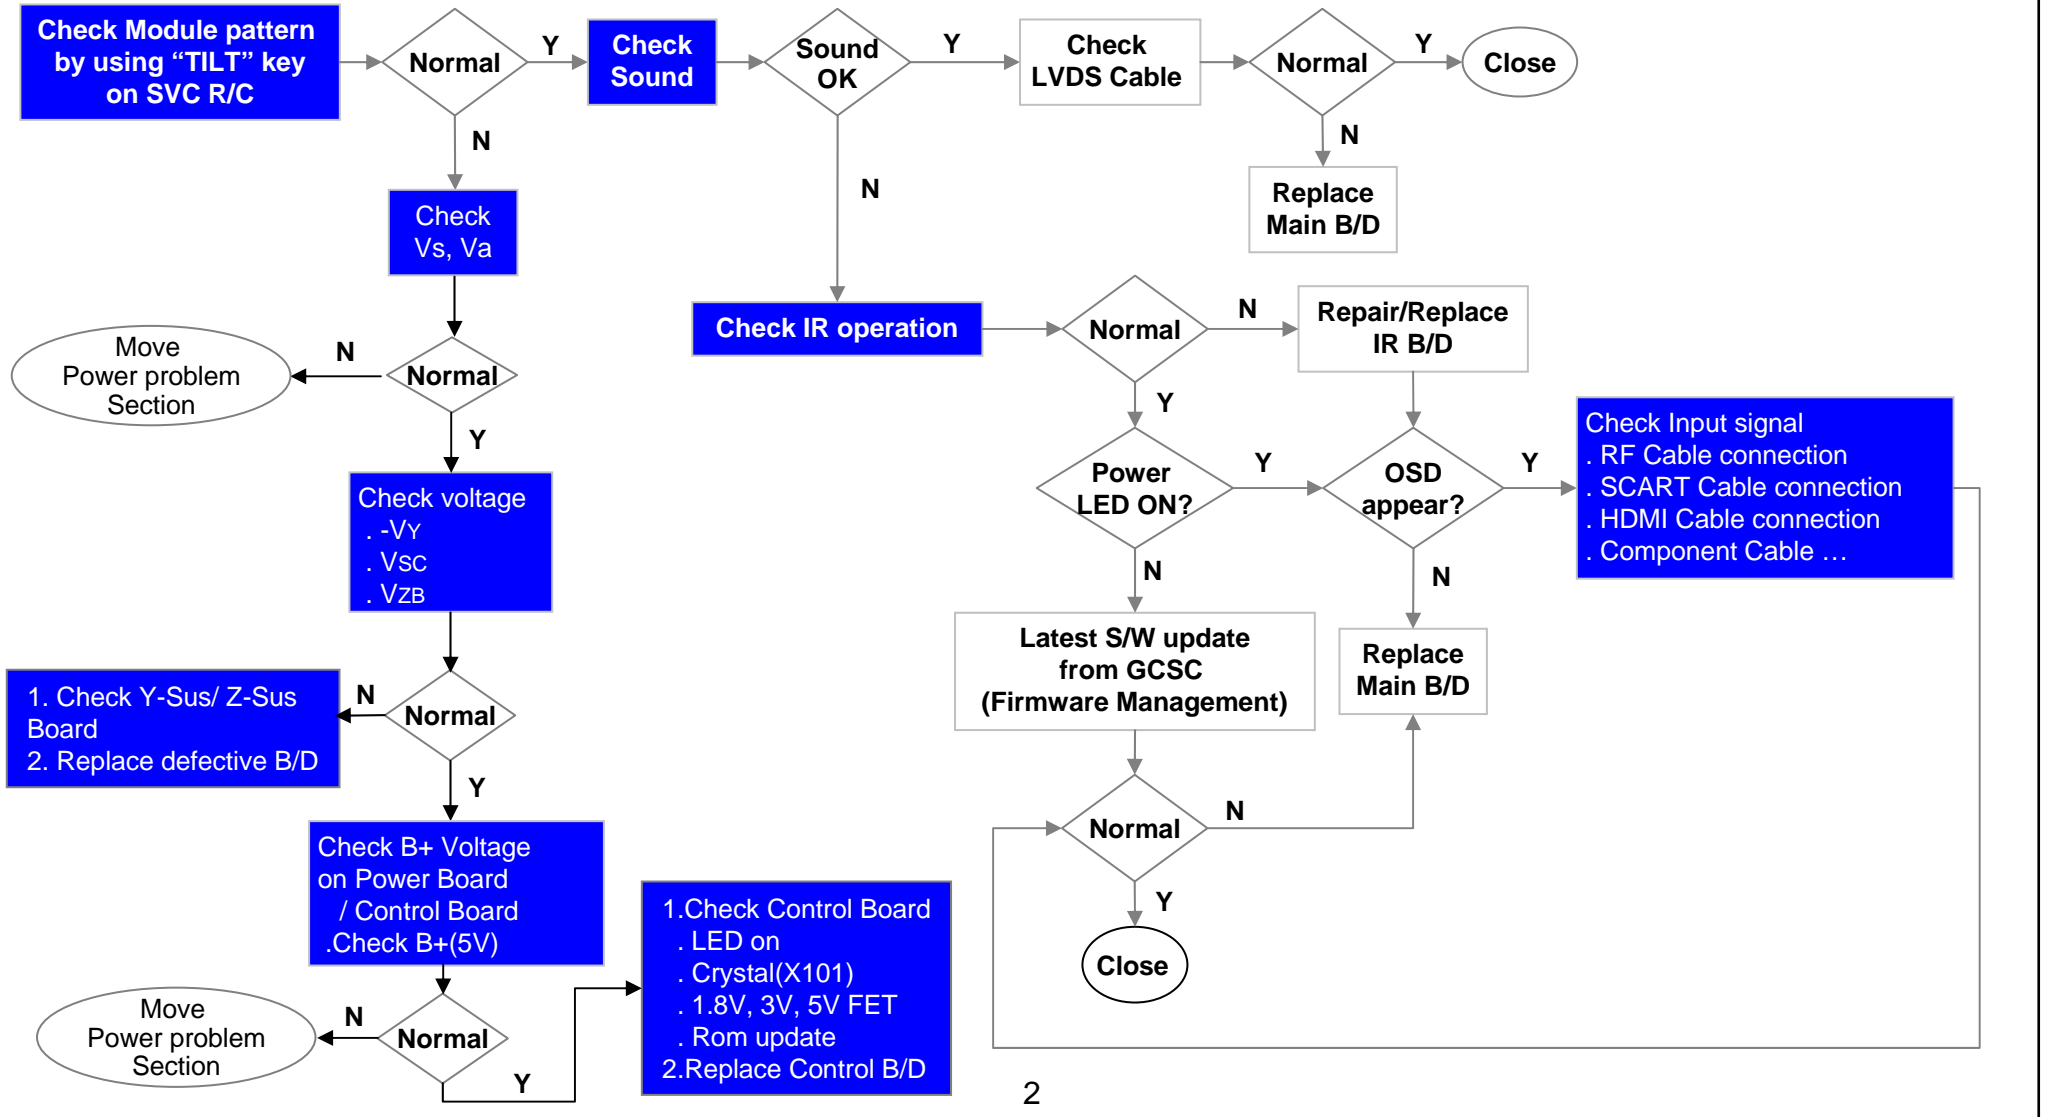 Check Module pattern
by using “TILT” key
on SVC R/C
Normal
Y
Check
Sound
Sound
OK
Y
Check
LVDS Cable
Normal
Y
Close
N
N
N
Replace
Main B/D
Check
Vs, Va
Check IR operation
Normal
N
Repair/Replace
IR B/D
Move
Power problem
Section
N
Normal
Y
Y
Check voltage
. -VY
. VSC
. VZB
Power
LED ON?
Y
OSD
appear?
Y
Check Input signal
. RF Cable connection
. SCART Cable connection
. HDMI Cable connection
. Component Cable …
N
N
Latest S/W update
from GCSC
(Firmware Management)
Replace
Main B/D
1. Check Y-Sus/ Z-Sus
Board
2. Replace defective B/D
N
Normal
Y
Normal
N
Y
Close
Check B+ Voltage
on Power Board
/ Control Board
.Check B+(5V)
Move
Power problem
Section
N
Normal
Y
1.Check Control Board
. LED on
. Crystal(X101)
. 1.8V, 3V, 5V FET
. Rom update
2.Replace Control B/D
2